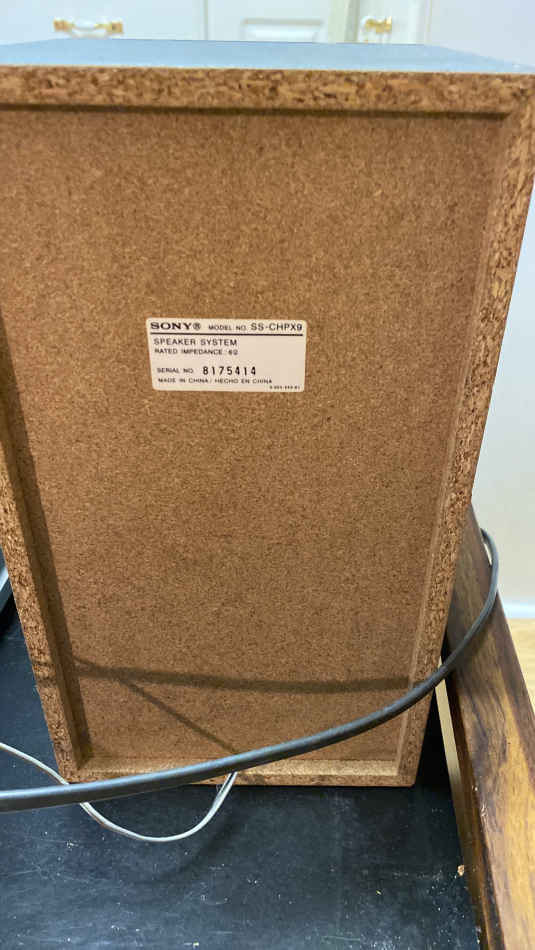 SONY® MODEL NO. SS-CHPX9
SPEAKER SYSTEM
RATED IMPEDANCE: 6Ω
SERIAL NO. 8175414
MADE IN CHINA / HECHO EN CHINA